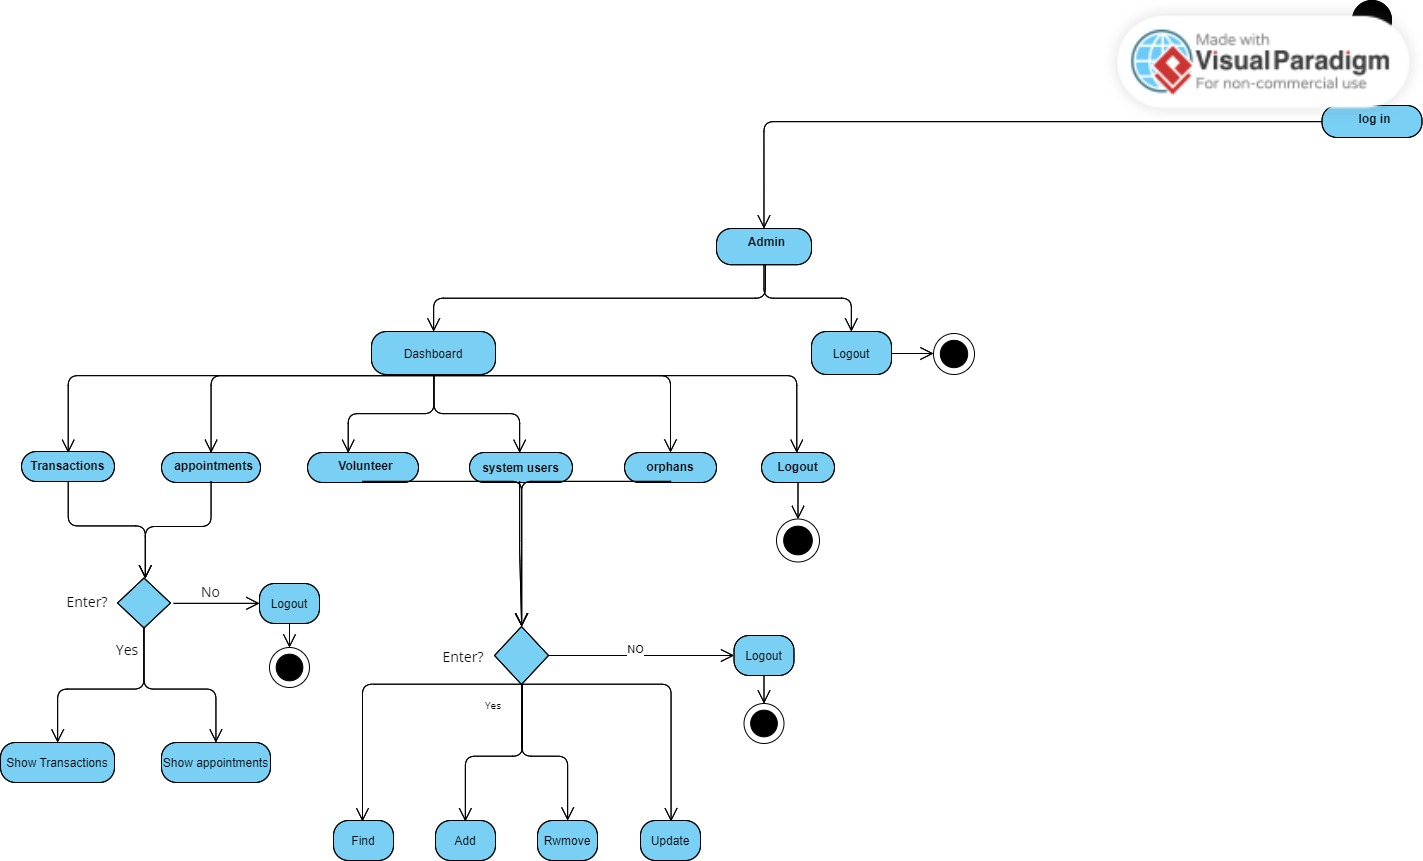 Made with
Visual Paradigm
For non-commercial use
log in
Admin
Dashboard
Logout
Transactions
appointments
Volunteer
system users
orphans
Logout
Enter?
No
Logout
Yes
Enter?
NO
Logout
Yes
Show Transactions
Show appointments
Find
Add
Rwmove
Update